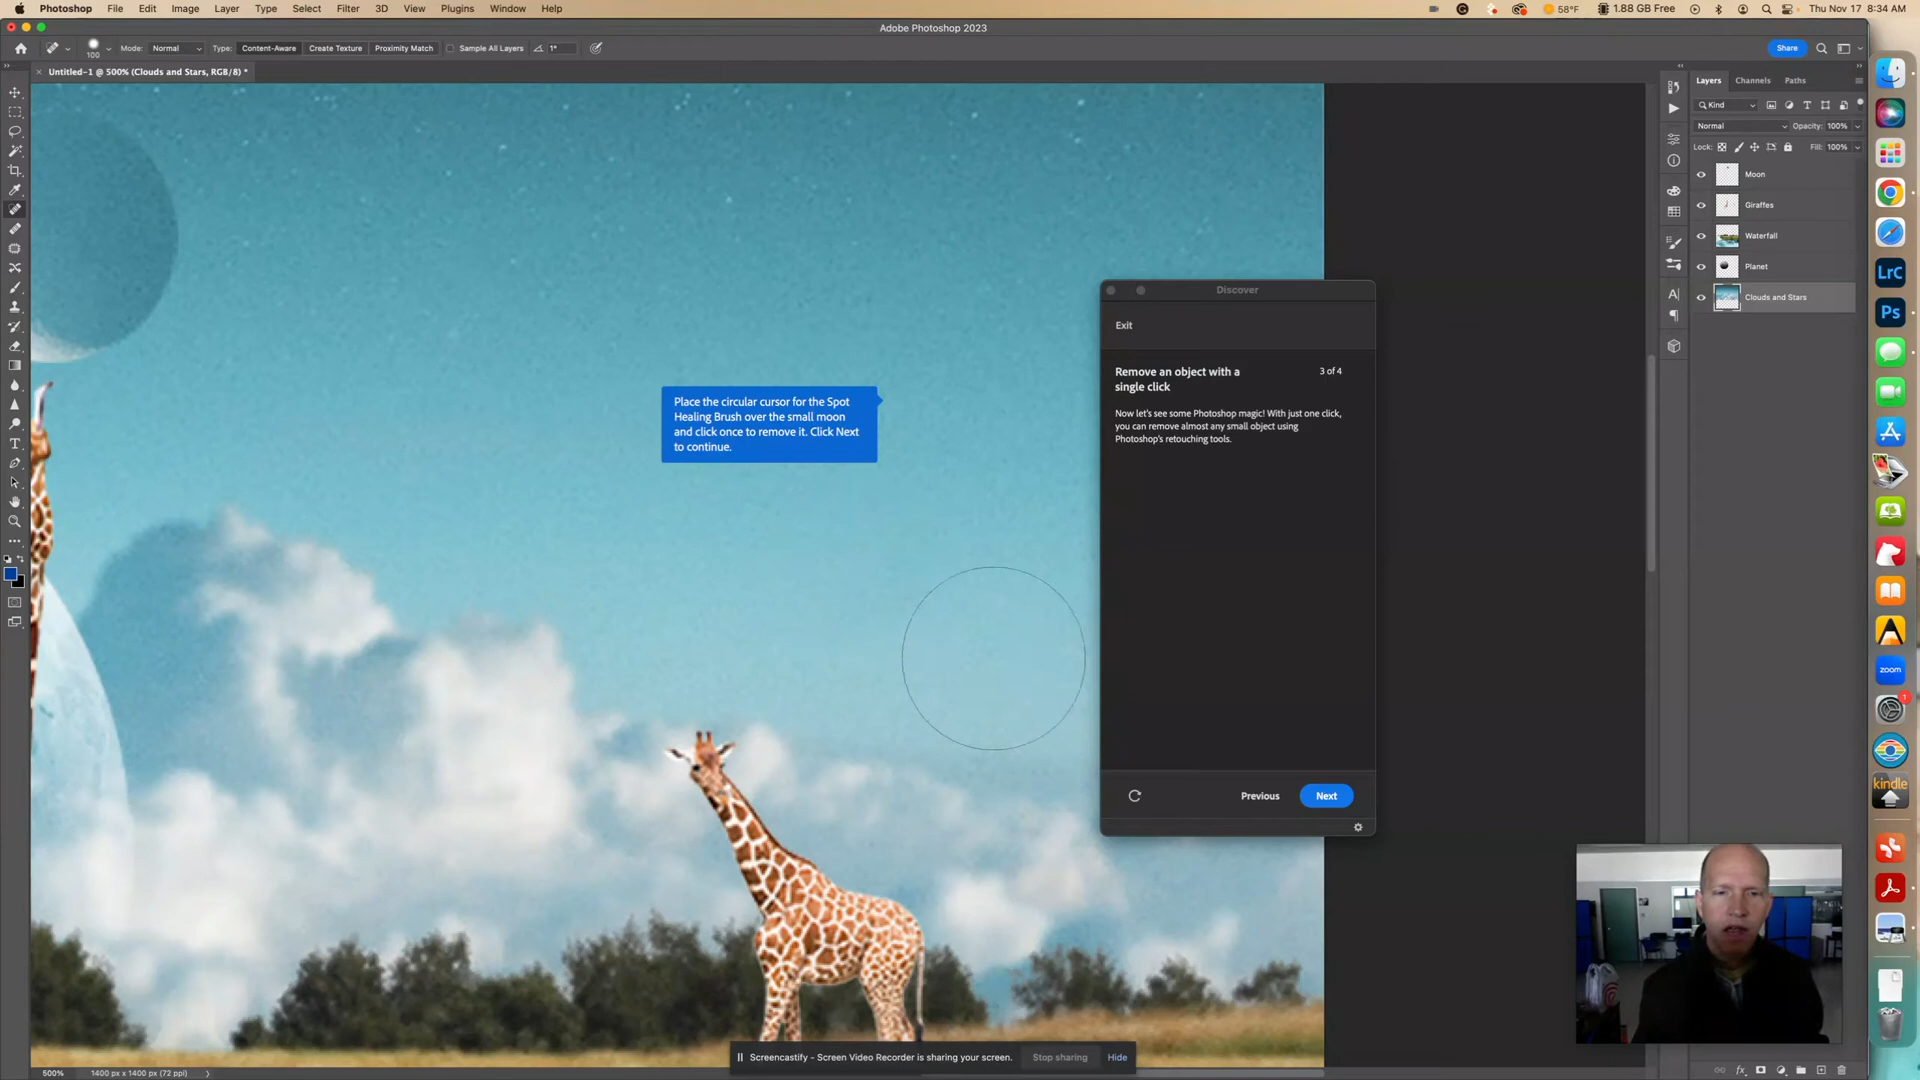 Photoshop File Edit Image Layer Type Select Filter 3D View Plugins Window Help
58°F 1.88 GB Free Thu Nov 17 8:34 AM
Adobe Photoshop 2023
100 Mode: Normal Type: Content-Aware Create Texture Proximity Match Sample All Layers 1° Share
Untitled-1 @ 500% (Clouds and Stars, RGB/8) *
Layers Channels Paths
Kind
Normal Opacity: 100%
Lock: Fill: 100%
Moon
Giraffes
Waterfall
Planet
Clouds and Stars
Discover
Exit
Remove an object with a
single click
3 of 4
Now let's see some Photoshop magic! With just one click,
you can remove almost any small object using
Photoshop's retouching tools.
Place the circular cursor for the Spot
Healing Brush over the small moon
and click once to remove it. Click Next
to continue.
Previous Next
LrC
Ps
zoom
1
kindle
Screencastify - Screen Video Recorder is sharing your screen. Stop sharing Hide
500% 1400 px x 1400 px (72 ppi)
fx